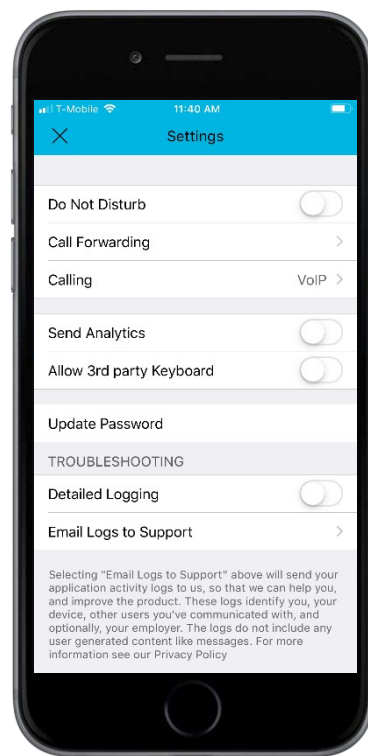 T-Mobile 11:40 AM
Settings
Do Not Disturb
Call Forwarding
Calling VoIP
Send Analytics
Allow 3rd party Keyboard
Update Password
TROUBLESHOOTING
Detailed Logging
Email Logs to Support
Selecting "Email Logs to Support" above will send your
application activity logs to us, so that we can help you,
and improve the product. These logs identify you, your
device, other users you've communicated with, and
optionally, your employer. The logs do not include any
user generated content like messages. For more
information see our Privacy Policy